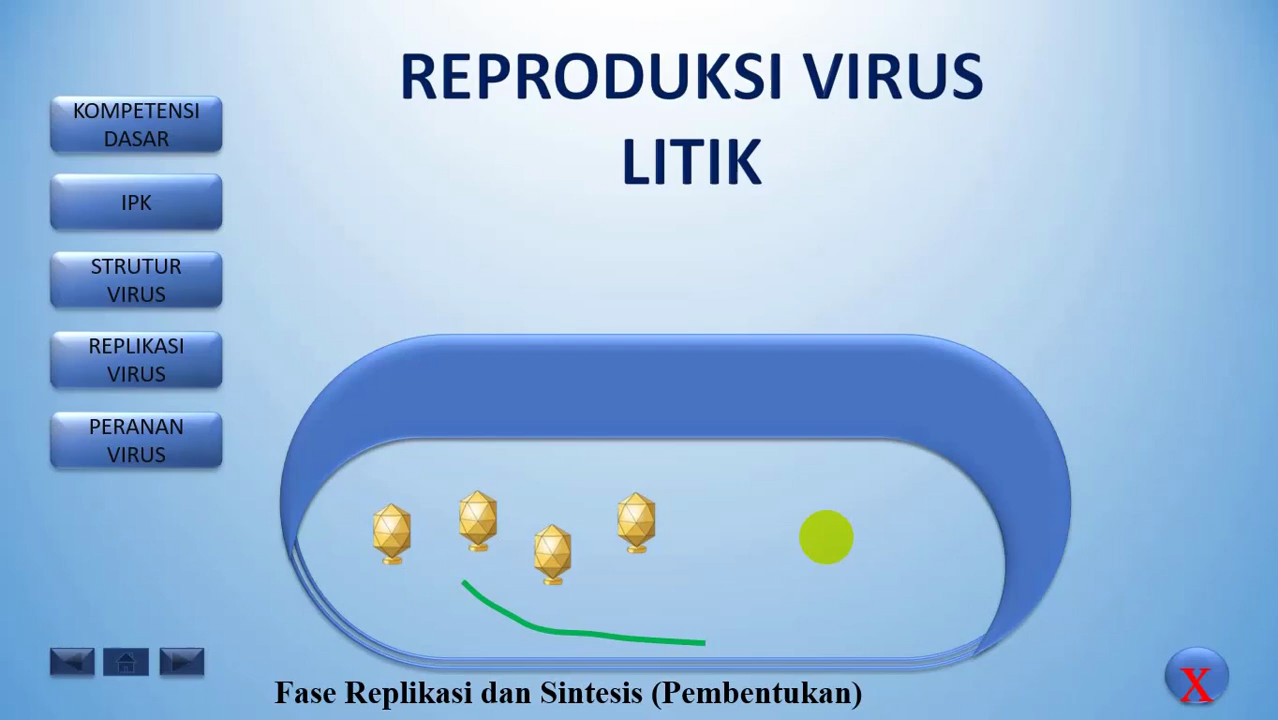 REPRODUKSI VIRUS
LITIK
KOMPETENSI
DASAR
IPK
STRUTUR
VIRUS
REPLIKASI
VIRUS
PERANAN
VIRUS
Fase Replikasi dan Sintesis (Pembentukan)
X